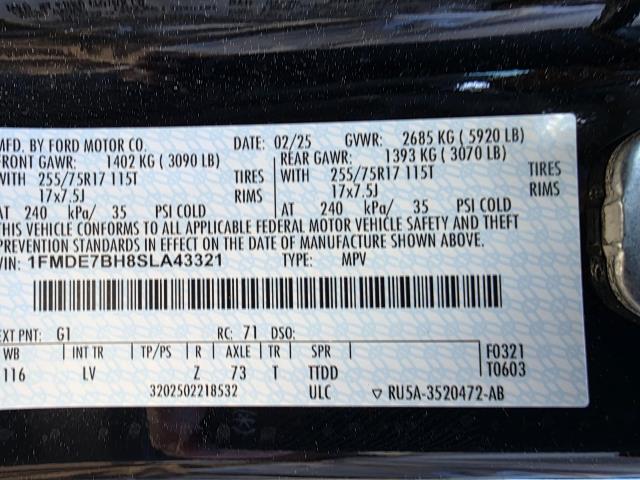 MFD. BY FORD MOTOR CO. DATE: 02/25 GVWR: 2685 KG ( 5920 LB)
FRONT GAWR: 1402 KG ( 3090 LB) REAR GAWR: 1393 KG ( 3070 LB)
WITH 255/75R17 115T TIRES WITH 255/75R17 115T TIRES
17x7.5J RIMS 17x7.5J RIMS
AT 240 kPa/ 35 PSI COLD AT 240 kPa/ 35 PSI COLD
THIS VEHICLE CONFORMS TO ALL APPLICABLE FEDERAL MOTOR VEHICLE SAFETY AND THEFT
PREVENTION STANDARDS IN EFFECT ON THE DATE OF MANUFACTURE SHOWN ABOVE.
VIN: 1FMDE7BH8SLA43321 TYPE: MPV
EXT PNT: G1 RC: 71 DSO:
WB INT TR TP/PS R AXLE TR SPR F0321
116 LV Z 73 T TTDD T0603
3202502218532 ULC ▽ RU5A-3520472-AB